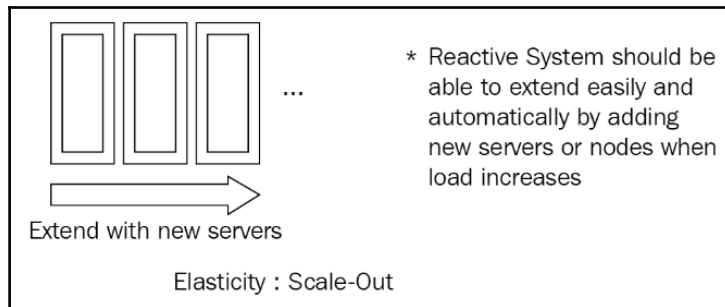 ...
* Reactive System should be
able to extend easily and
automatically by adding
new servers or nodes when
load increases
Extend with new servers
Elasticity : Scale-Out